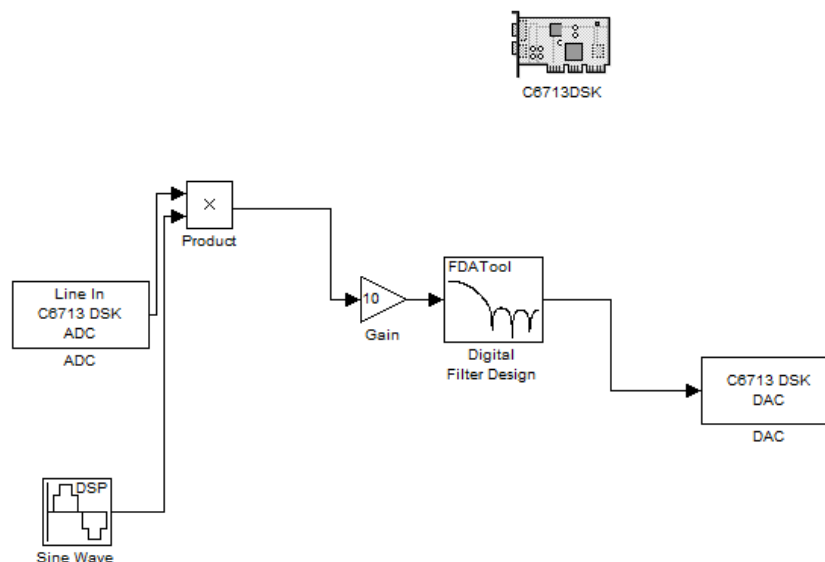 C6713DSK
×
Product
Line In
C6713 DSK
ADC
ADC
10
Gain
FDATool
Digital
Filter Design
C6713 DSK
DAC
DAC
DSP
Sine Wave